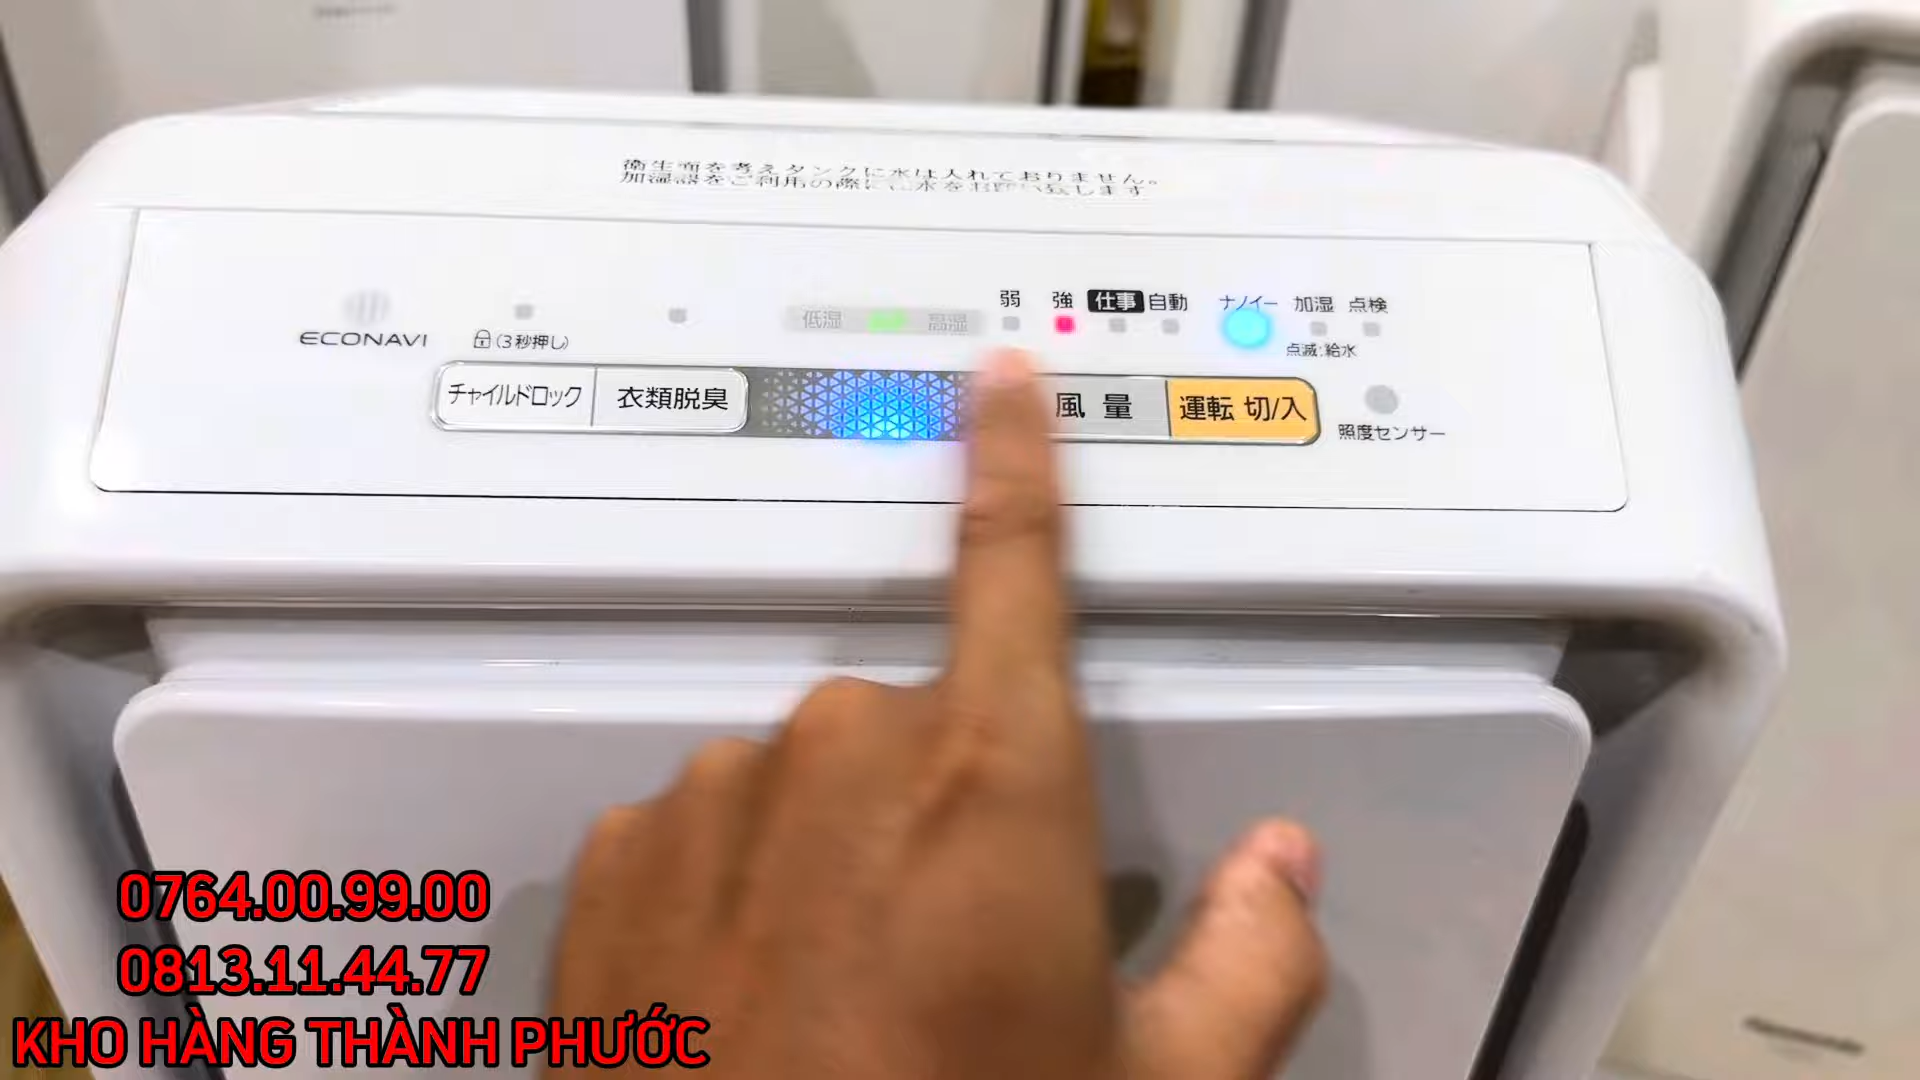 衛生面を考えタンクに水は入れておりません。
加湿器をご利用の際には水をお願い致します
弱 強 仕事 自動 ナノイー 加湿 点検
低湿 高湿
ECONAVI
(3秒押し)
点滅:給水
チャイルドロック 衣類脱臭 風量 運転 切/入
照度センサー
0764.00.99.00
0813.11.44.77
KHO HÀNG THÀNH PHƯỚC